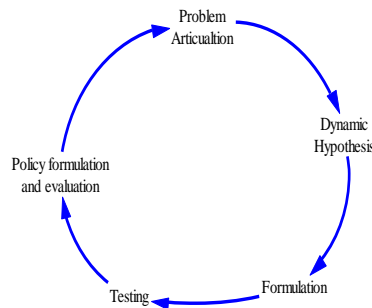 Problem
Articualtion
Dynamic
Hypothesis
Formulation
Testing
Policy formulation
and evaluation